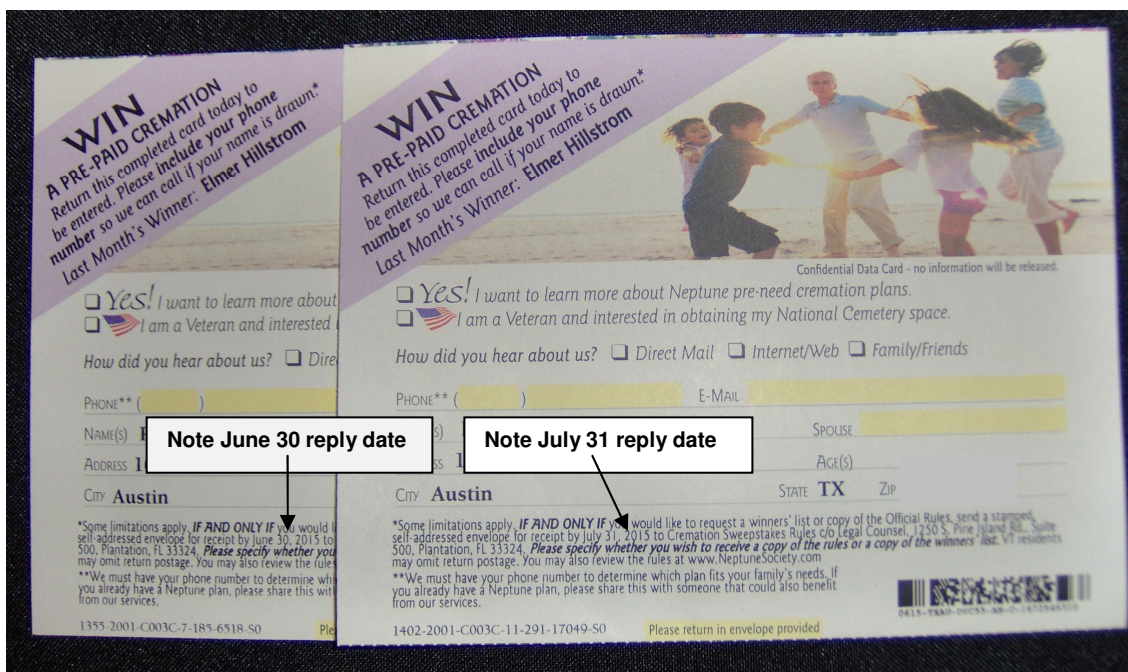 WIN
A PRE-PAID CREMATION
Return this completed card today to
be entered. Please include your phone
number so we can call if your name is drawn.*
Last Month's Winner: Elmer Hillstrom
Yes! I want to learn more about
I am a Veteran and interested
How did you hear about us? Dire
PHONE** ( )
NAME(S)
ADDRESS
CITY Austin
*Some limitations apply. IF AND ONLY IF you would l
self-addressed envelope for receipt by June 30, 2015 to
500, Plantation, FL 33324. Please specify whether you
may omit return postage. You may also review the rules
**We must have your phone number to determine wh
you already have a Neptune plan, please share this wit
from our services.
1355-2001-C003C-7-185-6518-S0 Ple
WIN
A PRE-PAID CREMATION
Return this completed card today to
be entered. Please include your phone
number so we can call if your name is drawn.*
Last Month's Winner: Elmer Hillstrom
Confidential Data Card - no information will be released.
Yes! I want to learn more about Neptune pre-need cremation plans.
I am a Veteran and interested in obtaining my National Cemetery space.
How did you hear about us? Direct Mail Internet/Web Family/Friends
PHONE** ( ) E-MAIL
SPOUSE
AGE(S)
CITY Austin STATE TX ZIP
*Some limitations apply. IF AND ONLY IF you would like to request a winners' list or copy of the Official Rules, send a stamped,
self-addressed envelope for receipt by July 31, 2015 to Cremation Sweepstakes Rules c/o Legal Counsel, 1250 S. Pine Island Rd., Suite
500, Plantation, FL 33324. Please specify whether you wish to receive a copy of the rules or a copy of the winners' list. VT residents
may omit return postage. You may also review the rules at www.NeptuneSociety.com
**We must have your phone number to determine which plan fits your family's needs. If
you already have a Neptune plan, please share this with someone that could also benefit
from our services.
1402-2001-C003C-11-291-17049-S0 Please return in envelope provided
Note June 30 reply date
Note July 31 reply date